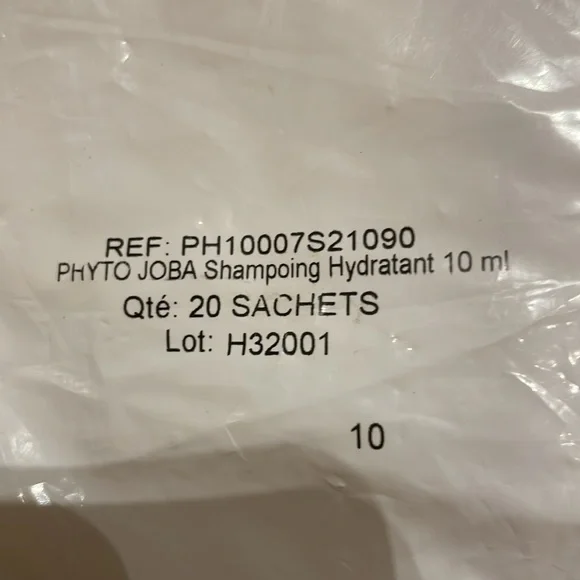 REF: PH10007S21090
PHYTO JOBA Shampoing Hydratant 10 ml
Qté: 20 SACHETS
Lot: H32001
10